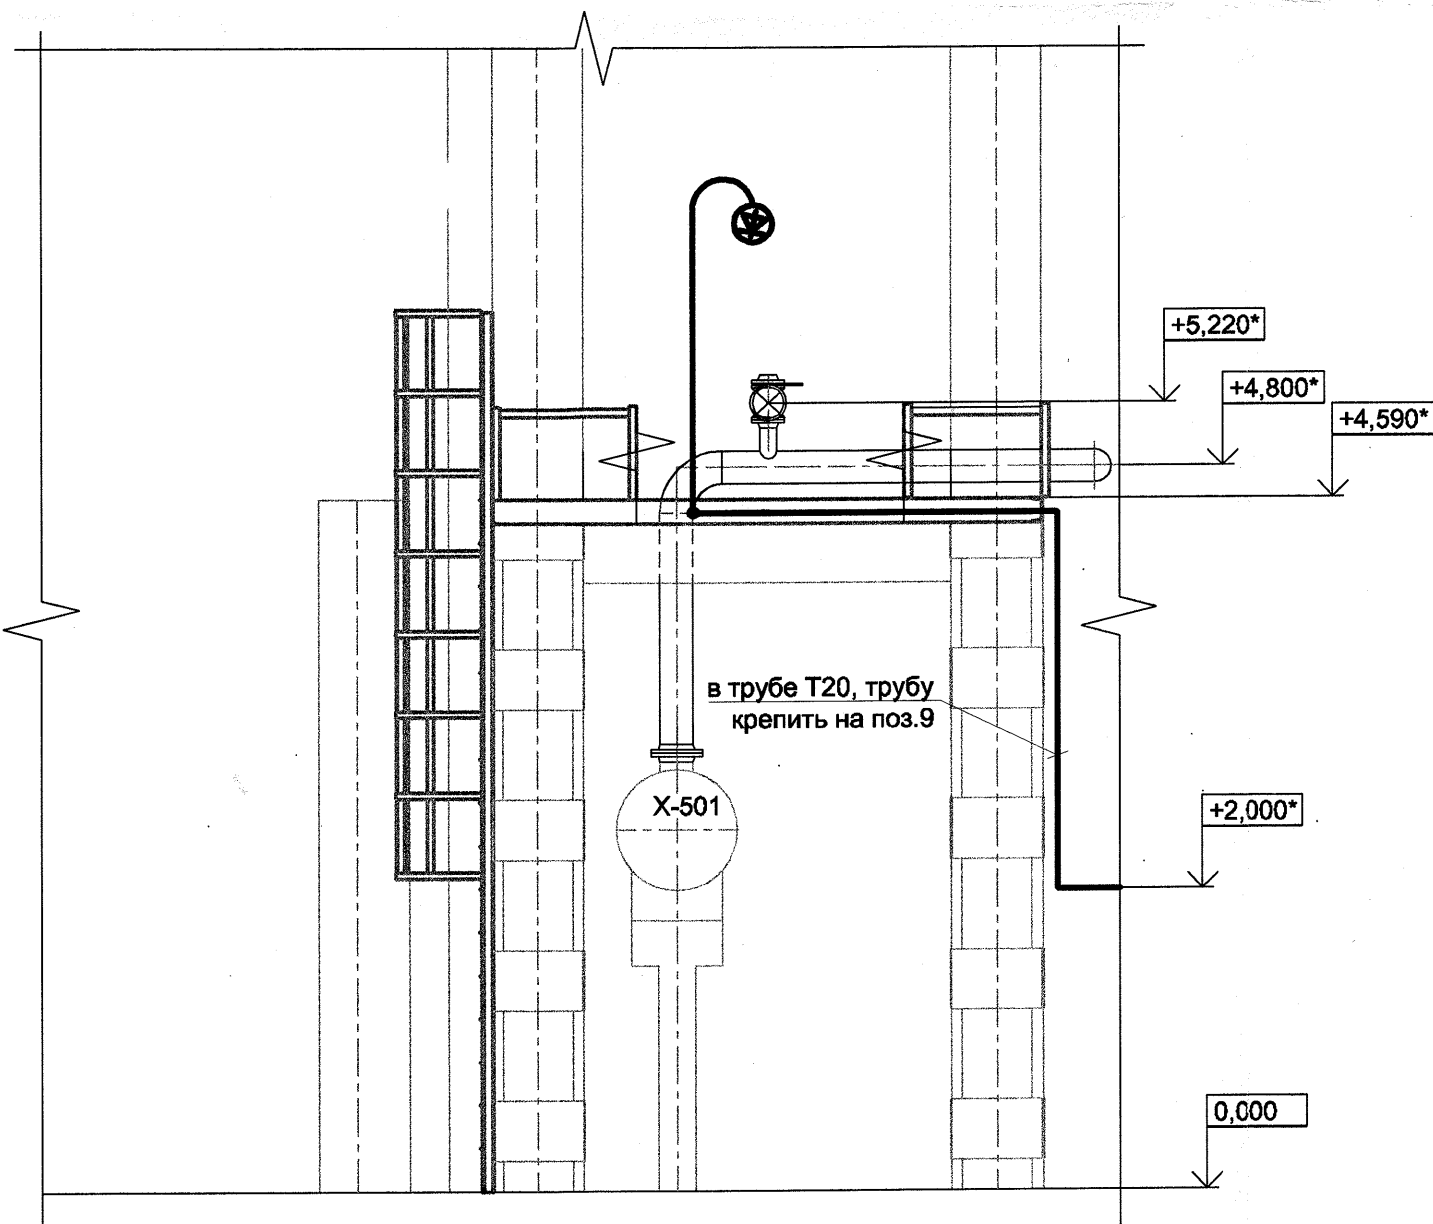 +5,220*
+4,800*
+4,590*
в трубе Т20, трубу
крепить на поз.9
X-501
+2,000*
0,000